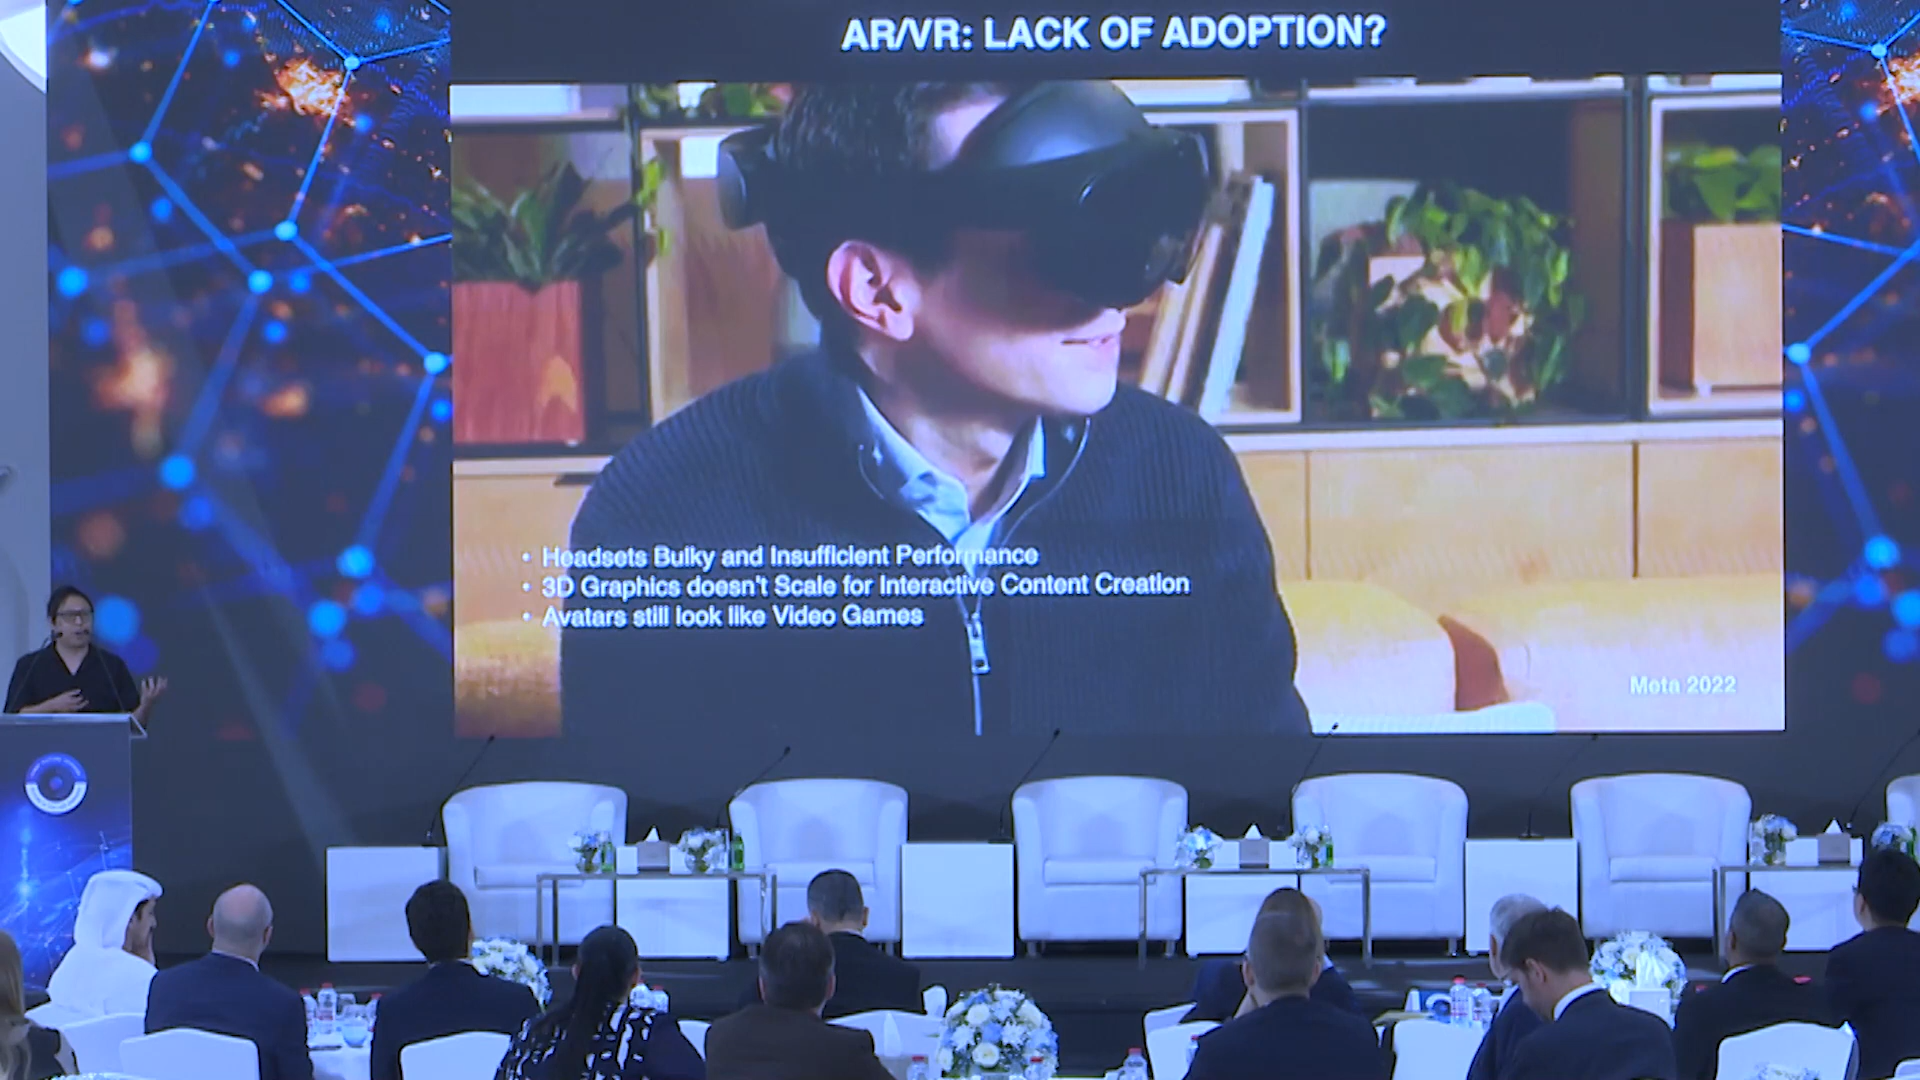 AR/VR: LACK OF ADOPTION?
• Headsets Bulky and Insufficient Performance
• 3D Graphics doesn't Scale for Interactive Content Creation
• Avatars still look like Video Games
Meta 2022